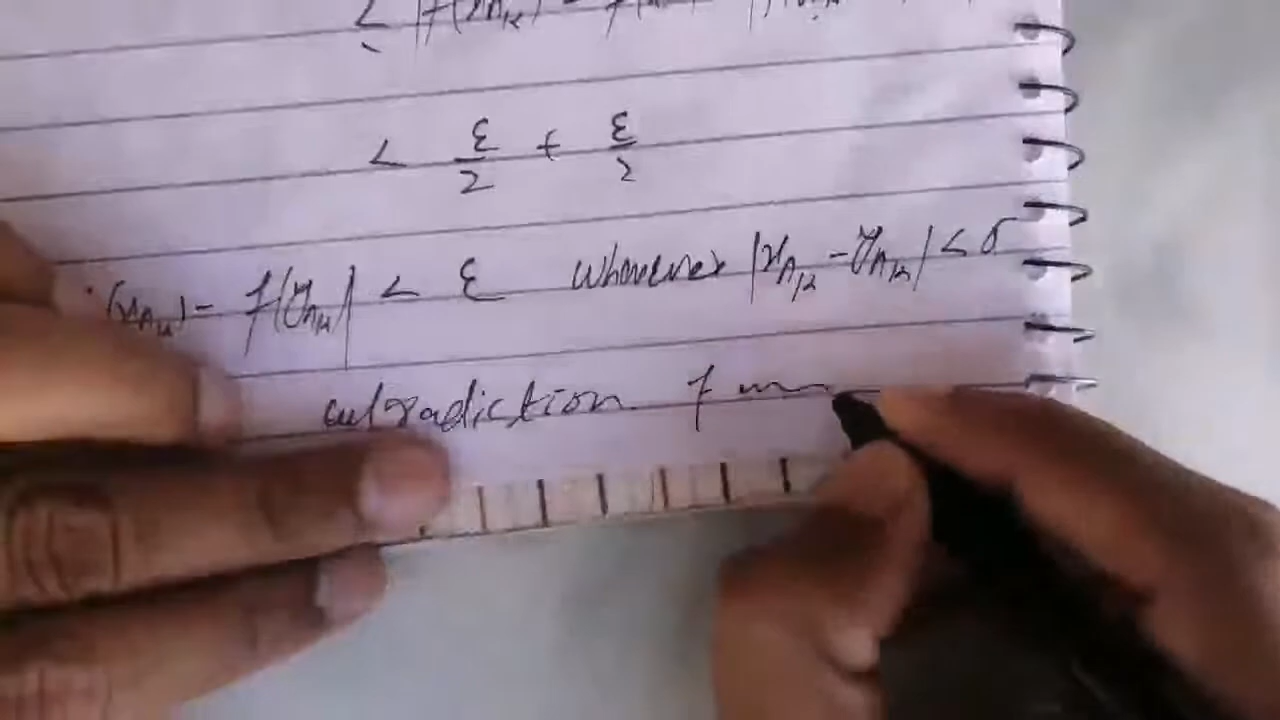 < ε/2 + ε/2
(x_{n_k}) - f(y_{n_k})| < ε whenever |x_{n_k} - y_{n_k}| < δ
contradiction. f